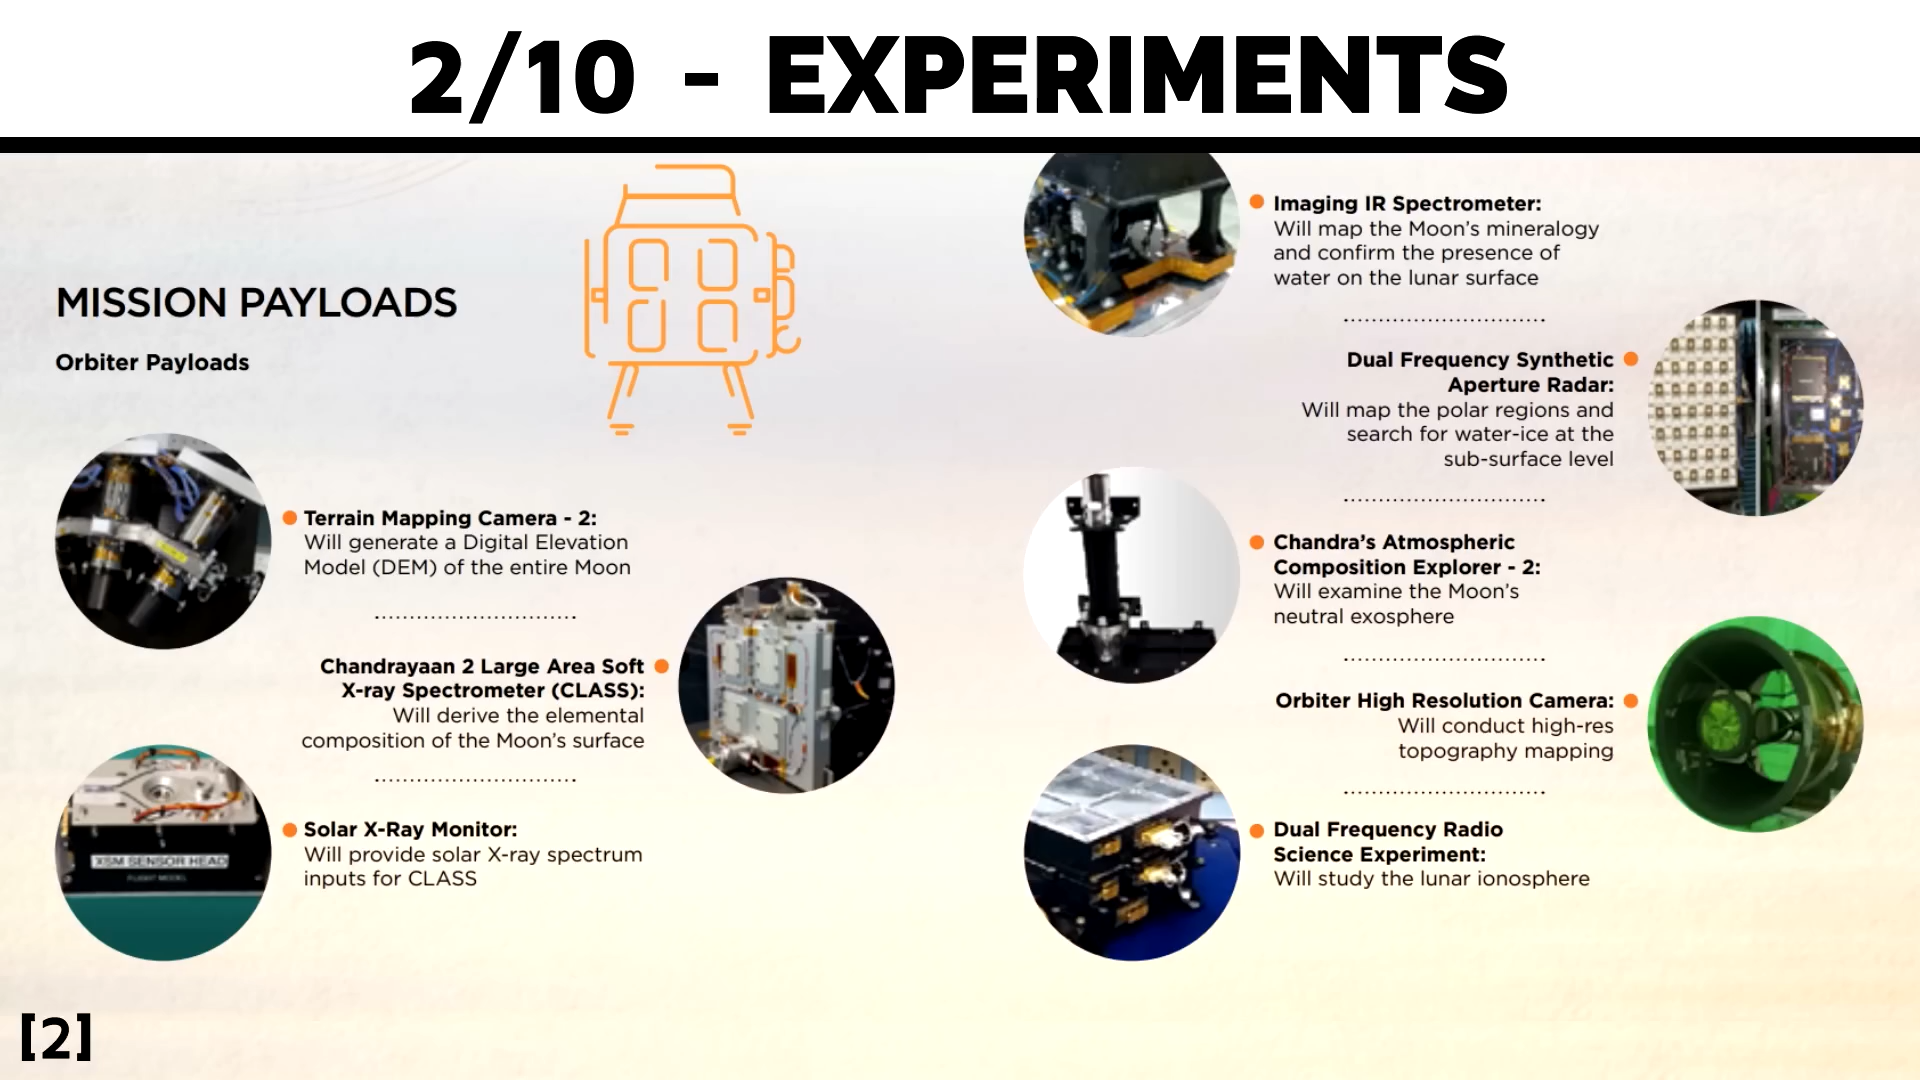 2/10 - EXPERIMENTS
MISSION PAYLOADS
Orbiter Payloads
Terrain Mapping Camera - 2:
Will generate a Digital Elevation
Model (DEM) of the entire Moon
Chandrayaan 2 Large Area Soft
X-ray Spectrometer (CLASS):
Will derive the elemental
composition of the Moon's surface
XSM SENSOR HEAD
FLIGHT MODEL
Solar X-Ray Monitor:
Will provide solar X-ray spectrum
inputs for CLASS
Imaging IR Spectrometer:
Will map the Moon's mineralogy
and confirm the presence of
water on the lunar surface
Dual Frequency Synthetic
Aperture Radar:
Will map the polar regions and
search for water-ice at the
sub-surface level
Chandra's Atmospheric
Composition Explorer - 2:
Will examine the Moon's
neutral exosphere
Orbiter High Resolution Camera:
Will conduct high-res
topography mapping
Dual Frequency Radio
Science Experiment:
Will study the lunar ionosphere
[2]